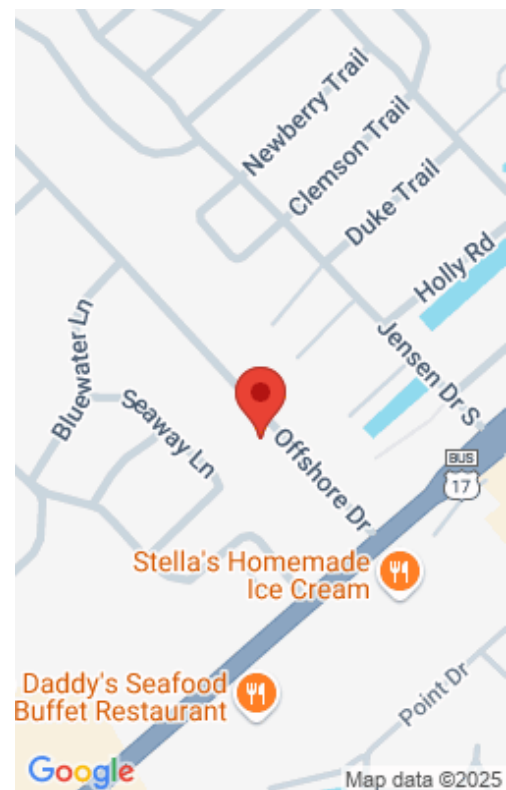 Newberry Trail
Clemson Trail
Duke Trail
Holly Rd
Jensen Dr S
Bluewater Ln
Seaway Ln
Offshore Dr
BUS
17
Stella's Homemade
Ice Cream
Daddy's Seafood
Buffet Restaurant
Point Dr
Google
Map data ©2025